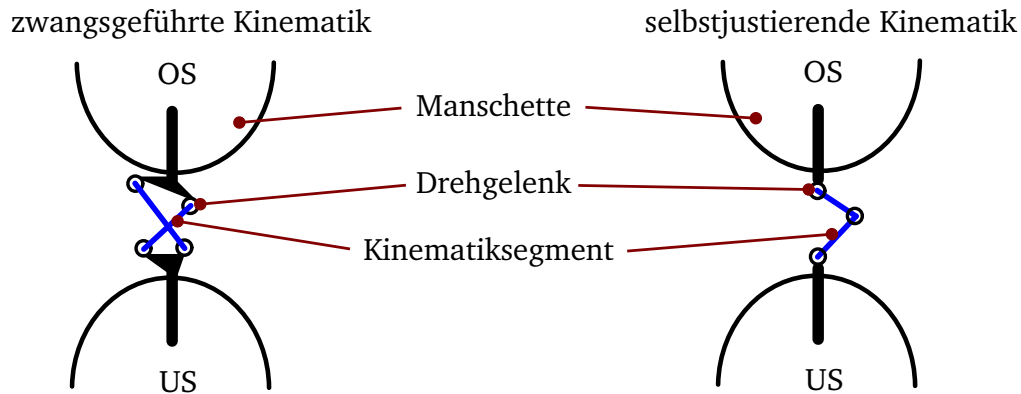 zwangsgeführte Kinematik
selbstjustierende Kinematik
OS
OS
Manschette
Drehgelenk
Kinematiksegment
US
US